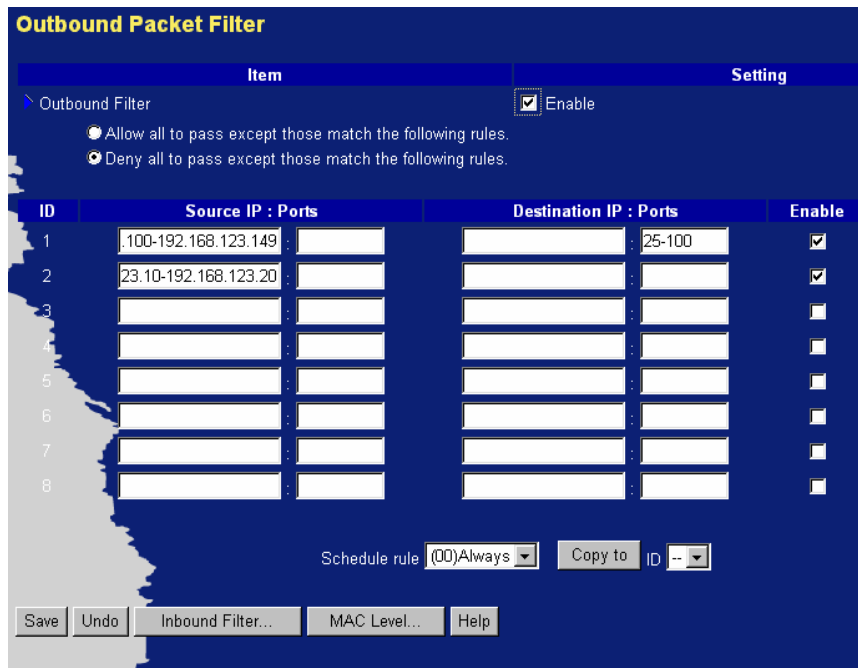 Outbound Packet Filter
Item Setting
Outbound Filter Enable
Allow all to pass except those match the following rules.
Deny all to pass except those match the following rules.
ID Source IP : Ports Destination IP : Ports Enable
1 .100-192.168.123.149 : : 25-100
2 23.10-192.168.123.20 : :
3 : :
4 : :
5 : :
6 : :
7 : :
8 : :
Schedule rule (00)Always Copy to ID --
Save Undo Inbound Filter... MAC Level... Help